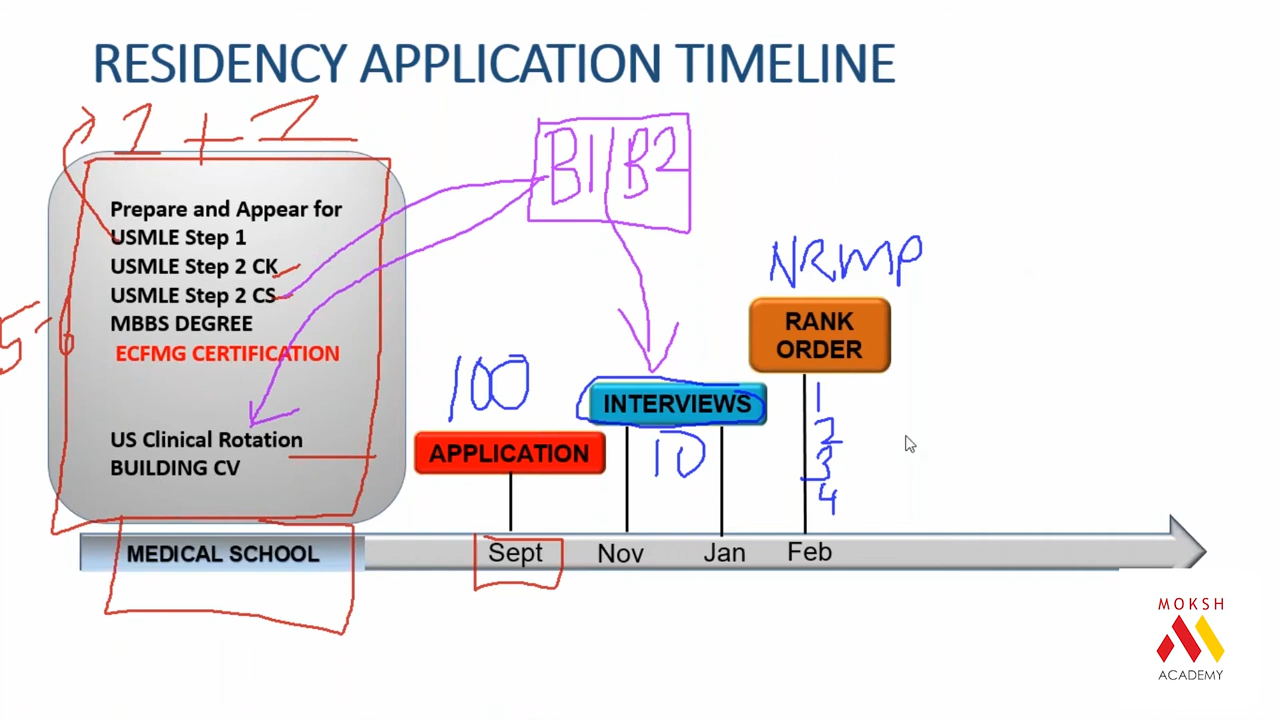 RESIDENCY APPLICATION TIMELINE
1 + 1
B1/B2
Prepare and Appear for
USMLE Step 1
USMLE Step 2 CK
USMLE Step 2 CS
MBBS DEGREE
ECFMG CERTIFICATION
US Clinical Rotation
BUILDING CV
5
MEDICAL SCHOOL
100
APPLICATION
Sept
INTERVIEWS
10
Nov
Jan
NRMP
RANK
ORDER
1
2
3
4
Feb
MOKSH
ACADEMY